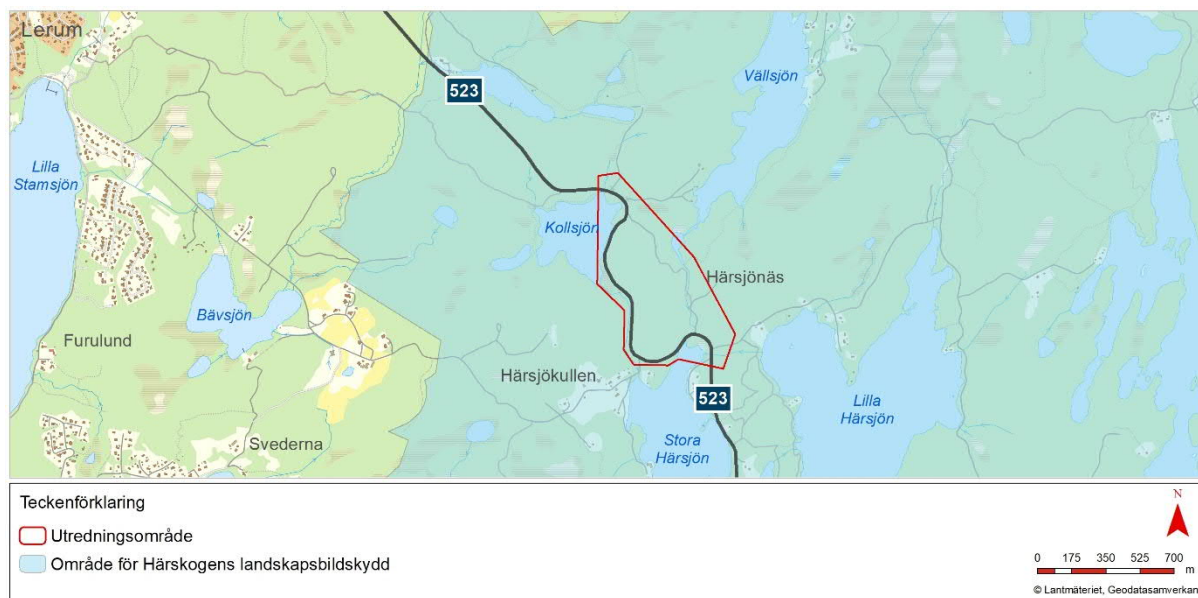 Lerum
523
Vällsjön
Lilla
Stamsjön
Kollsjön
Härsjönäs
Bävsjön
Furulund
Härsjökullen
523
Lilla
Härsjön
Svederna
Stora
Härsjön
Teckenförklaring
Utredningsområde
Område för Härskogens landskapsbildskydd
N
0 175 350 525 700
m
© Lantmäteriet, Geodatasamverkan